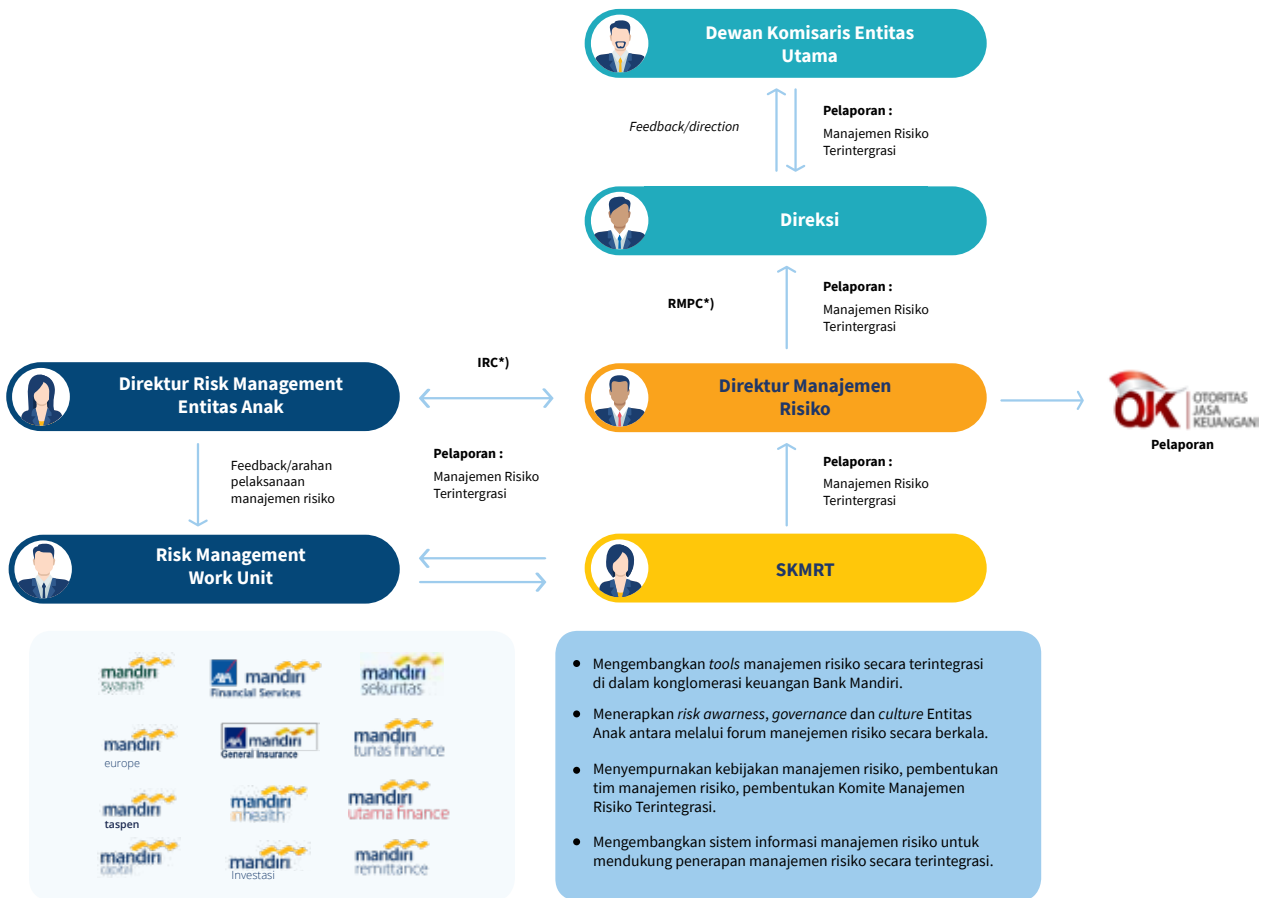 Dewan Komisaris Entitas
Utama
Feedback/direction
Pelaporan :
Manajemen Risiko
Terintergrasi
Direksi
RMPC*)
Pelaporan :
Manajemen Risiko
Terintergrasi
Direktur Risk Management
Entitas Anak
IRC*)
Direktur Manajemen
Risiko
OJK
OTORITAS
JASA
KEUANGAN
Pelaporan
Feedback/arahan
pelaksanaan
manajemen risiko
Pelaporan :
Manajemen Risiko
Terintergrasi
Pelaporan :
Manajemen Risiko
Terintergrasi
Risk Management
Work Unit
SKMRT
mandiri
syariah
AXA mandiri
Financial Services
mandiri
sekuritas
mandiri
europe
AXA mandiri
General Insurance
mandiri
tunas finance
mandiri
taspen
mandiri
inhealth
mandiri
utama finance
mandiri
capital
mandiri
Investasi
mandiri
remittance
• Mengembangkan tools manajemen risiko secara terintegrasi
di dalam konglomerasi keuangan Bank Mandiri.
• Menerapkan risk awarness, governance dan culture Entitas
Anak antara melalui forum manejemen risiko secara berkala.
• Menyempurnakan kebijakan manajemen risiko, pembentukan
tim manajemen risiko, pembentukan Komite Manajemen
Risiko Terintegrasi.
• Mengembangkan sistem informasi manajemen risiko untuk
mendukung penerapan manajemen risiko secara terintegrasi.